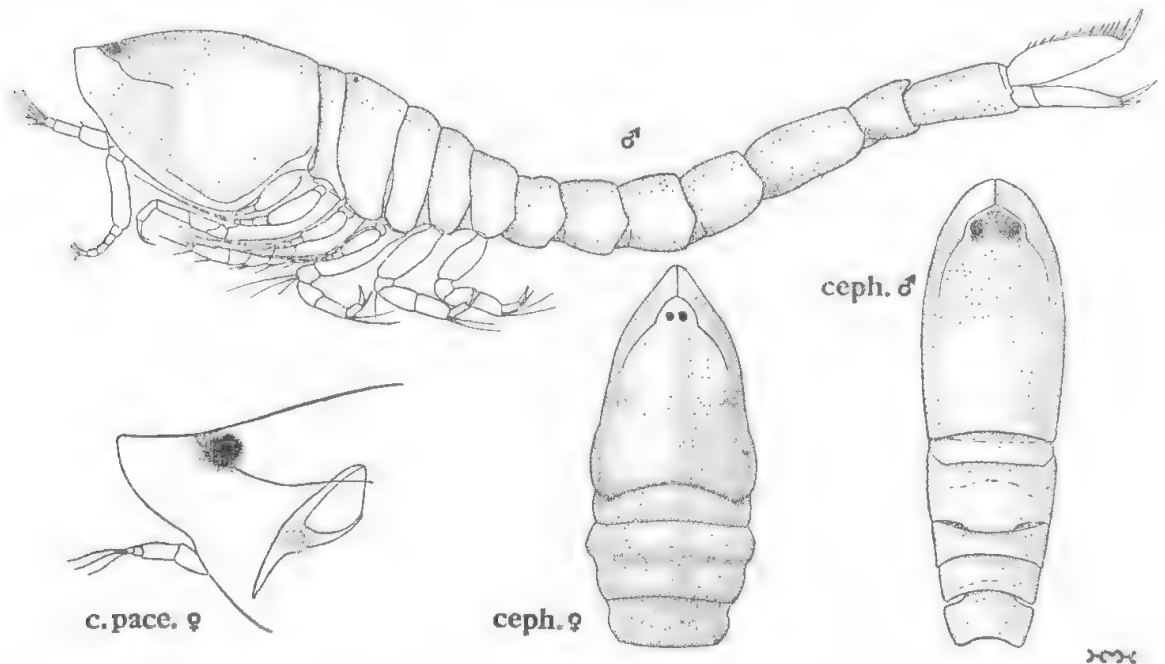 ♂
ceph. ♂
c. pace. ♀
ceph. ♀